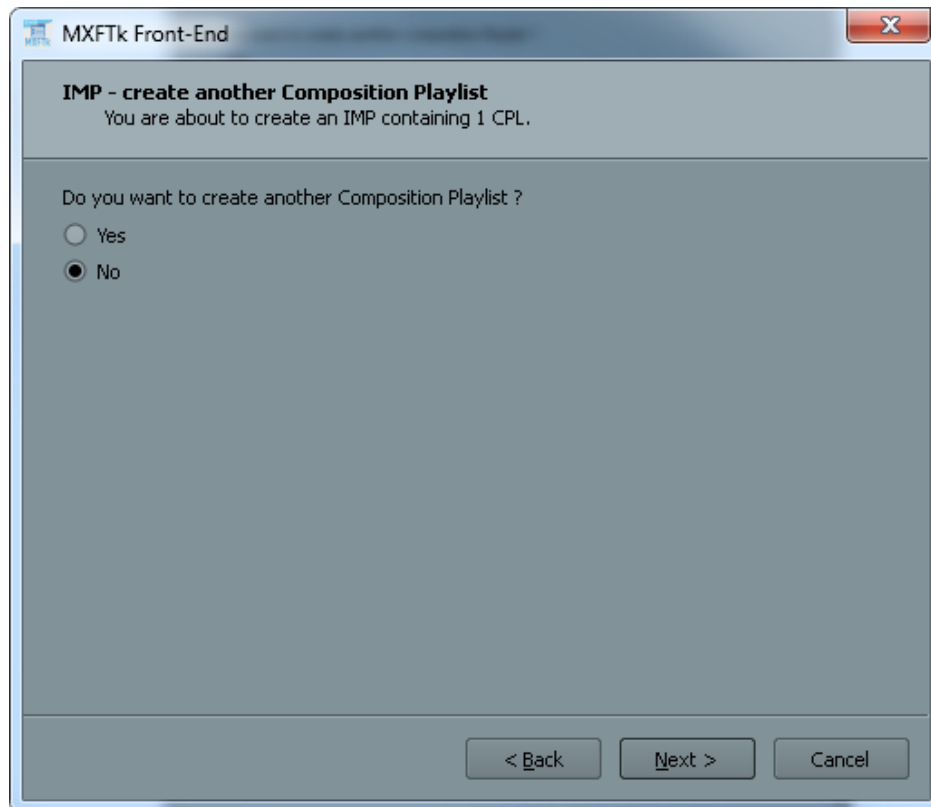 MXFTk Front-End
IMP - create another Composition Playlist
You are about to create an IMP containing 1 CPL.
Do you want to create another Composition Playlist ?
Yes
No
< Back
Next >
Cancel